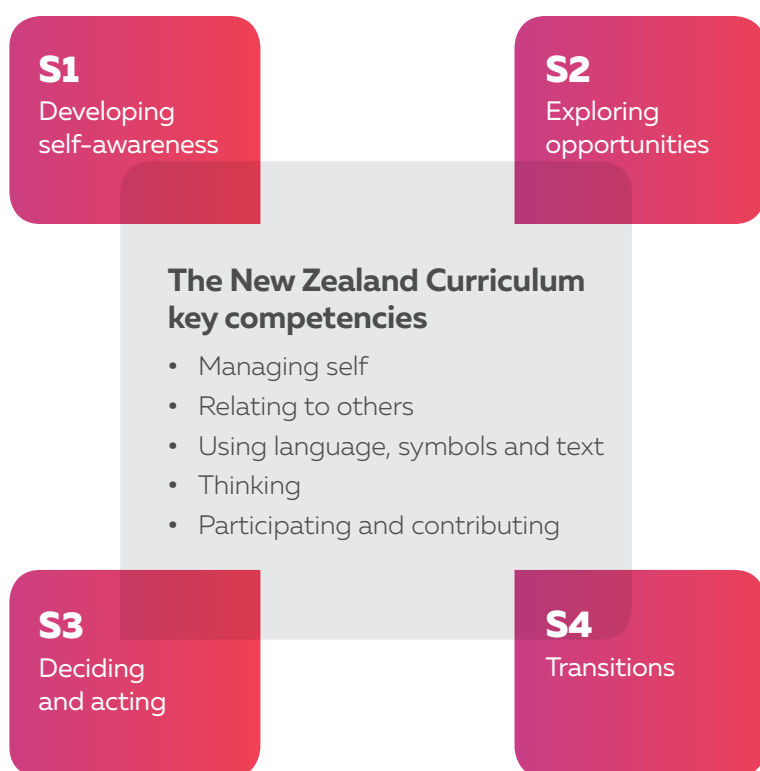 S1
Developing
self-awareness
S2
Exploring
opportunities
The New Zealand Curriculum
key competencies
• Managing self
• Relating to others
• Using language, symbols and text
• Thinking
• Participating and contributing
S3
Deciding
and acting
S4
Transitions